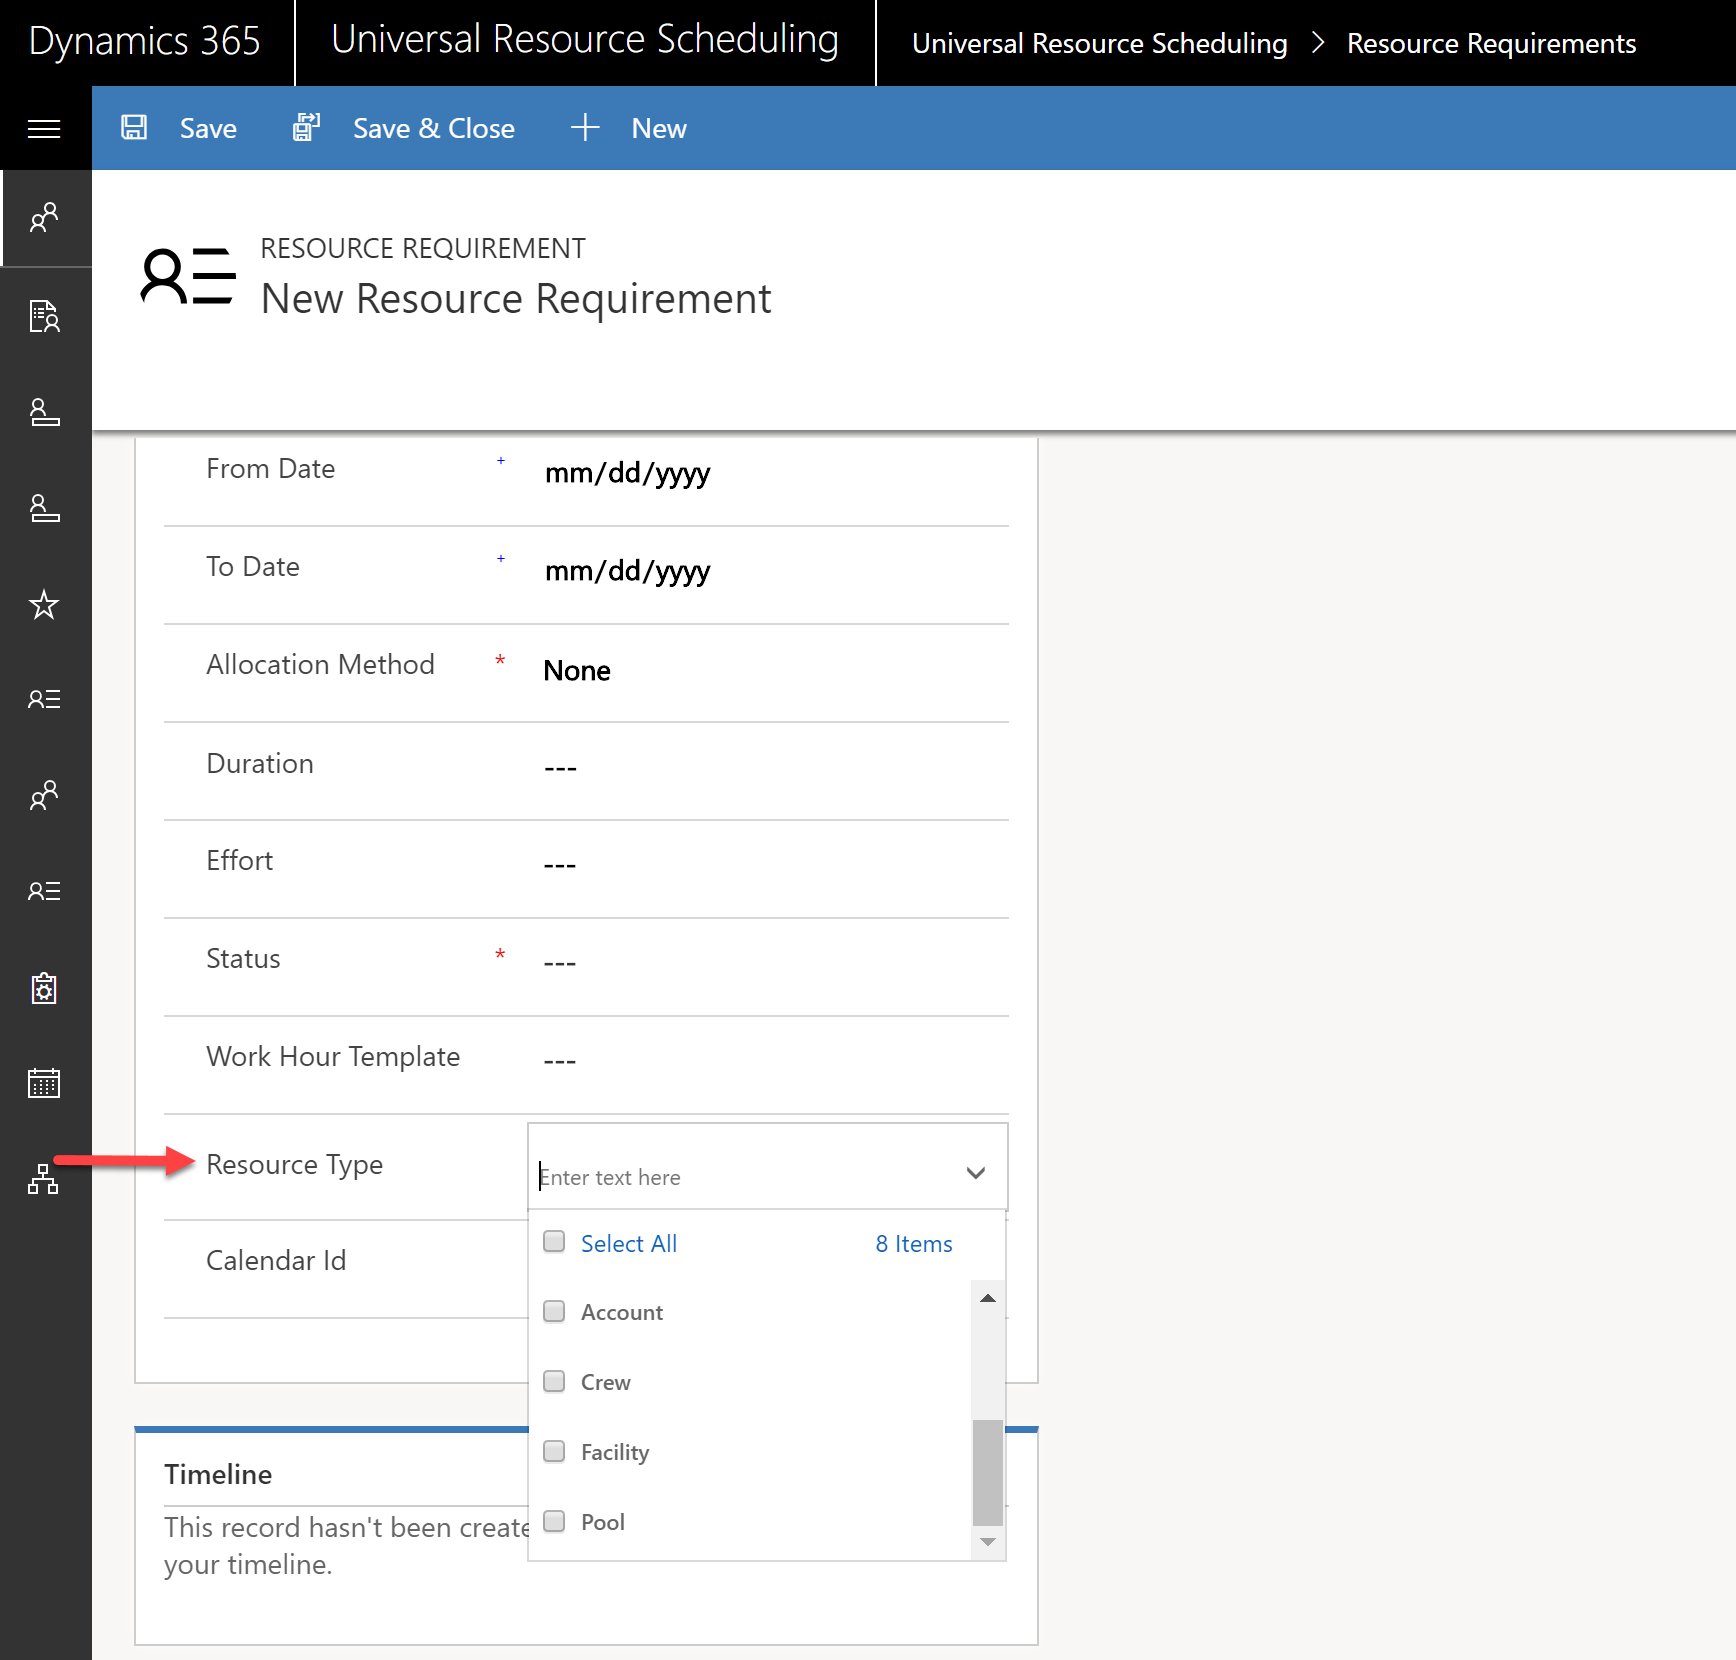 Dynamics 365
Universal Resource Scheduling
Universal Resource Scheduling > Resource Requirements
Save
Save & Close
New
RESOURCE REQUIREMENT
New Resource Requirement
From Date + mm/dd/yyyy
To Date + mm/dd/yyyy
Allocation Method * None
Duration ---
Effort ---
Status * ---
Work Hour Template ---
Resource Type
Enter text here
Select All 8 Items
Calendar Id
Account
Crew
Facility
Pool
Timeline
This record hasn't been create
your timeline.